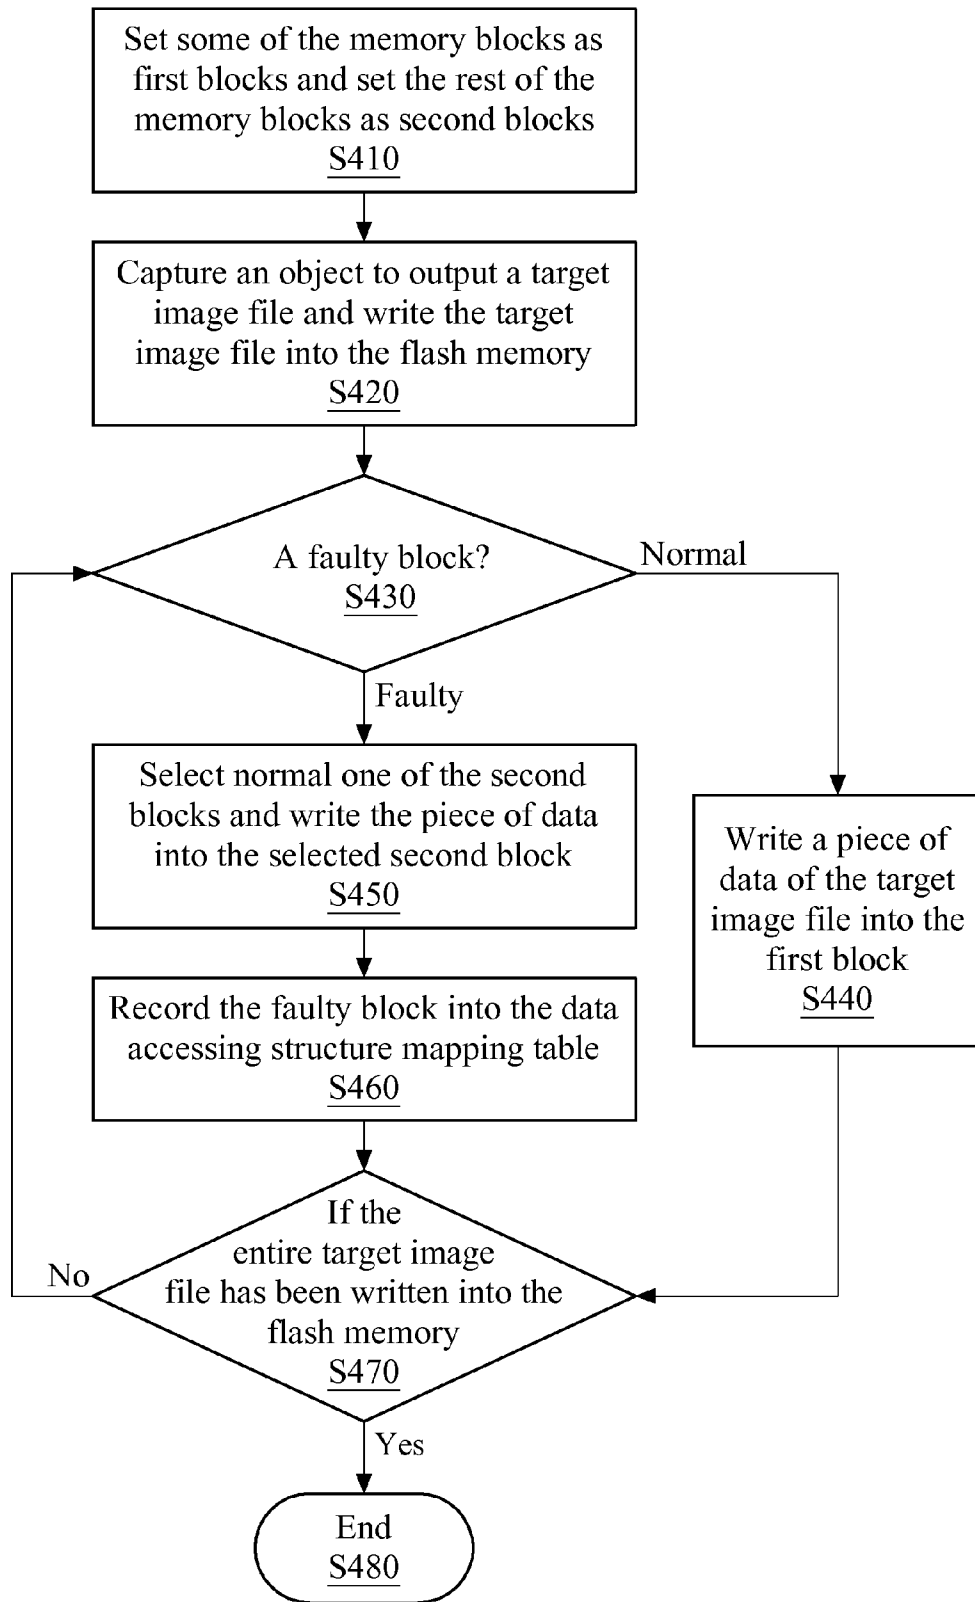 Set some of the memory blocks as
first blocks and set the rest of the
memory blocks as second blocks
S410
Capture an object to output a target
image file and write the target
image file into the flash memory
S420
A faulty block?
S430
Normal
Faulty
Select normal one of the second
blocks and write the piece of data
into the selected second block
S450
Write a piece of
data of the target
image file into the
first block
S440
Record the faulty block into the data
accessing structure mapping table
S460
If the
entire target image
file has been written into the
flash memory
S470
No
Yes
End
S480